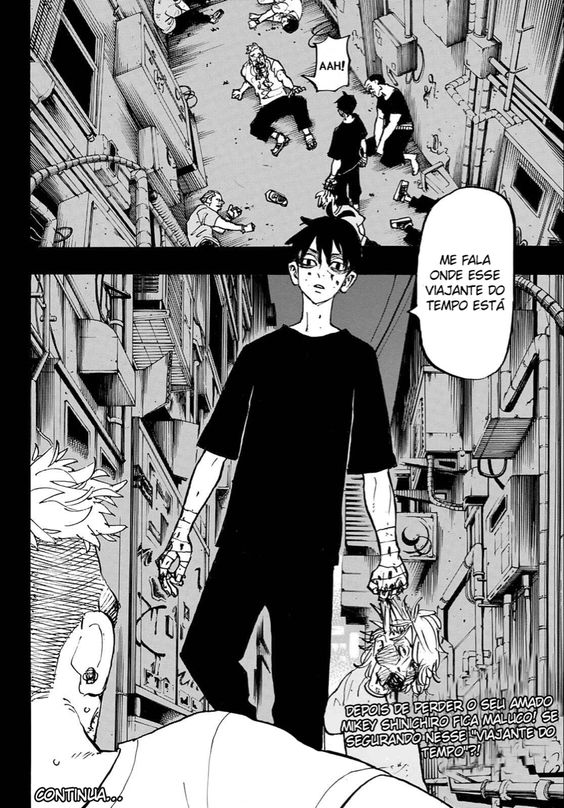 AAH!
ME FALA
ONDE ESSE
VIAJANTE DO
TEMPO ESTÁ
DEPOIS DE PERDER O SEU AMADO
MIKEY SHINICHIRO FICA MALUCO! SE
SEGURANDO NESSE "VIAJANTE DO
TEMPO"?!
CONTINUA...